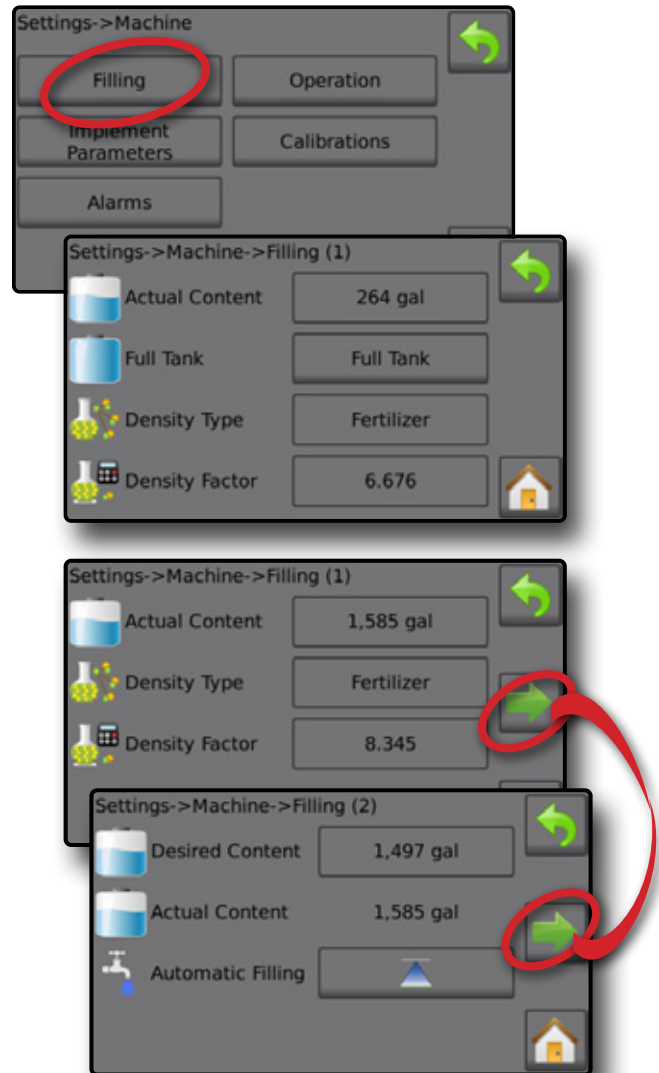 Settings->Machine
Filling
Operation
Implement
Parameters
Calibrations
Alarms
Settings->Machine->Filling (1)
Actual Content 264 gal
Full Tank Full Tank
Density Type Fertilizer
Density Factor 6.676
Settings->Machine->Filling (1)
Actual Content 1,585 gal
Density Type Fertilizer
Density Factor 8.345
Settings->Machine->Filling (2)
Desired Content 1,497 gal
Actual Content 1,585 gal
Automatic Filling